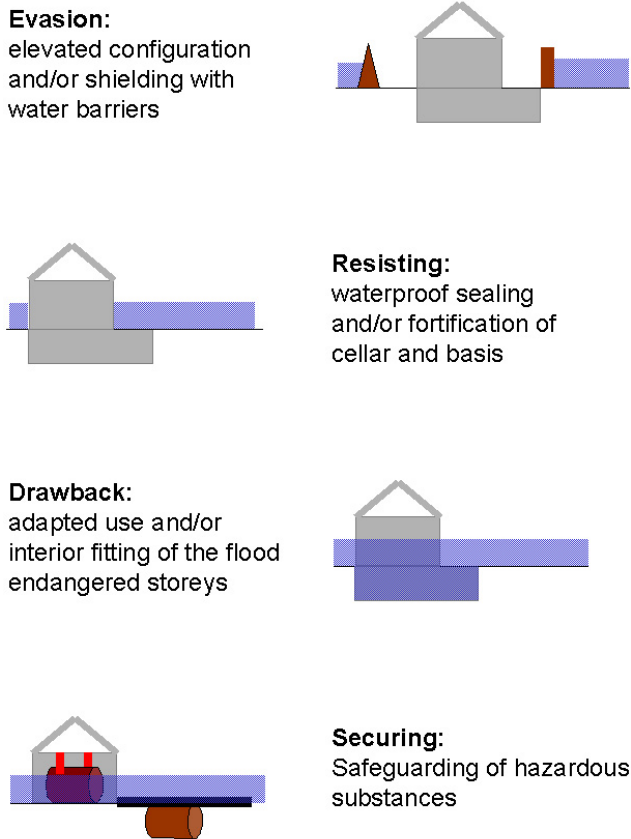 Evasion:
elevated configuration
and/or shielding with
water barriers
Resisting:
waterproof sealing
and/or fortification of
cellar and basis
Drawback:
adapted use and/or
interior fitting of the flood
endangered storeys
Securing:
Safeguarding of hazardous
substances